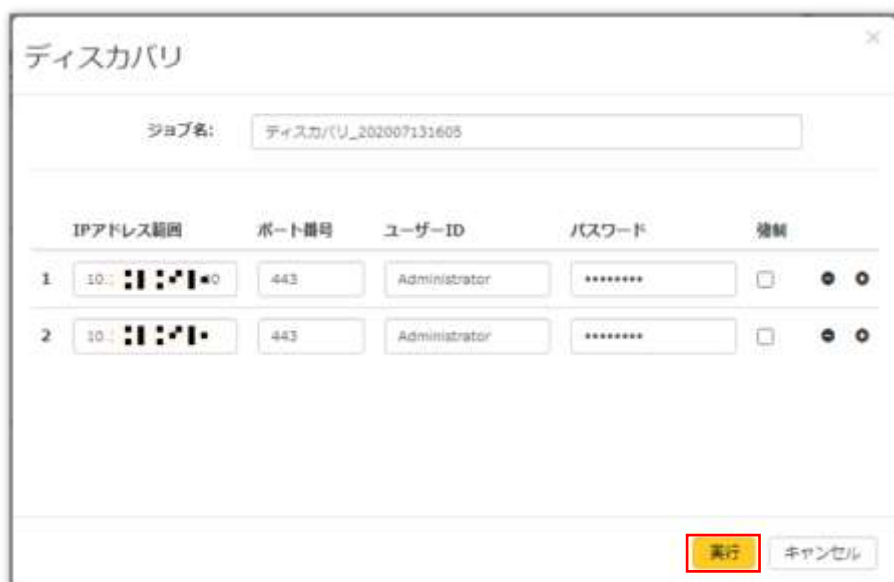 ディスカバリ
ジョブ名: ディスカバリ_202007131605
IPアドレス範囲 ポート番号 ユーザーID パスワード 強制
1 10. 443 Administrator ••••••••
2 10. 443 Administrator ••••••••
実行 キャンセル